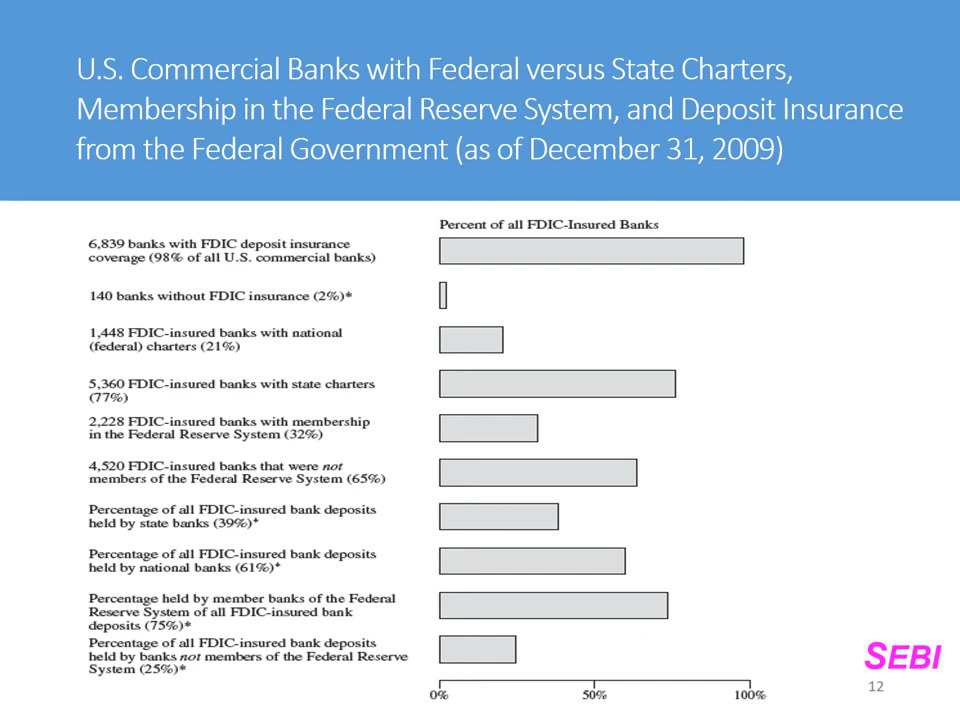 U.S. Commercial Banks with Federal versus State Charters,
Membership in the Federal Reserve System, and Deposit Insurance
from the Federal Government (as of December 31, 2009)
Percent of all FDIC-Insured Banks
6,839 banks with FDIC deposit insurance
coverage (98% of all U.S. commercial banks)
140 banks without FDIC insurance (2%)*
1,448 FDIC-insured banks with national
(federal) charters (21%)
5,360 FDIC-insured banks with state charters
(77%)
2,228 FDIC-insured banks with membership
in the Federal Reserve System (32%)
4,520 FDIC-insured banks that were not
members of the Federal Reserve System (65%)
Percentage of all FDIC-insured bank deposits
held by state banks (39%)*
Percentage of all FDIC-insured bank deposits
held by national banks (61%)*
Percentage held by member banks of the Federal
Reserve System of all FDIC-insured bank
deposits (75%)*
Percentage of all FDIC-insured bank deposits
held by banks not members of the Federal Reserve
System (25%)*
0% 50% 100%
SEBI
12